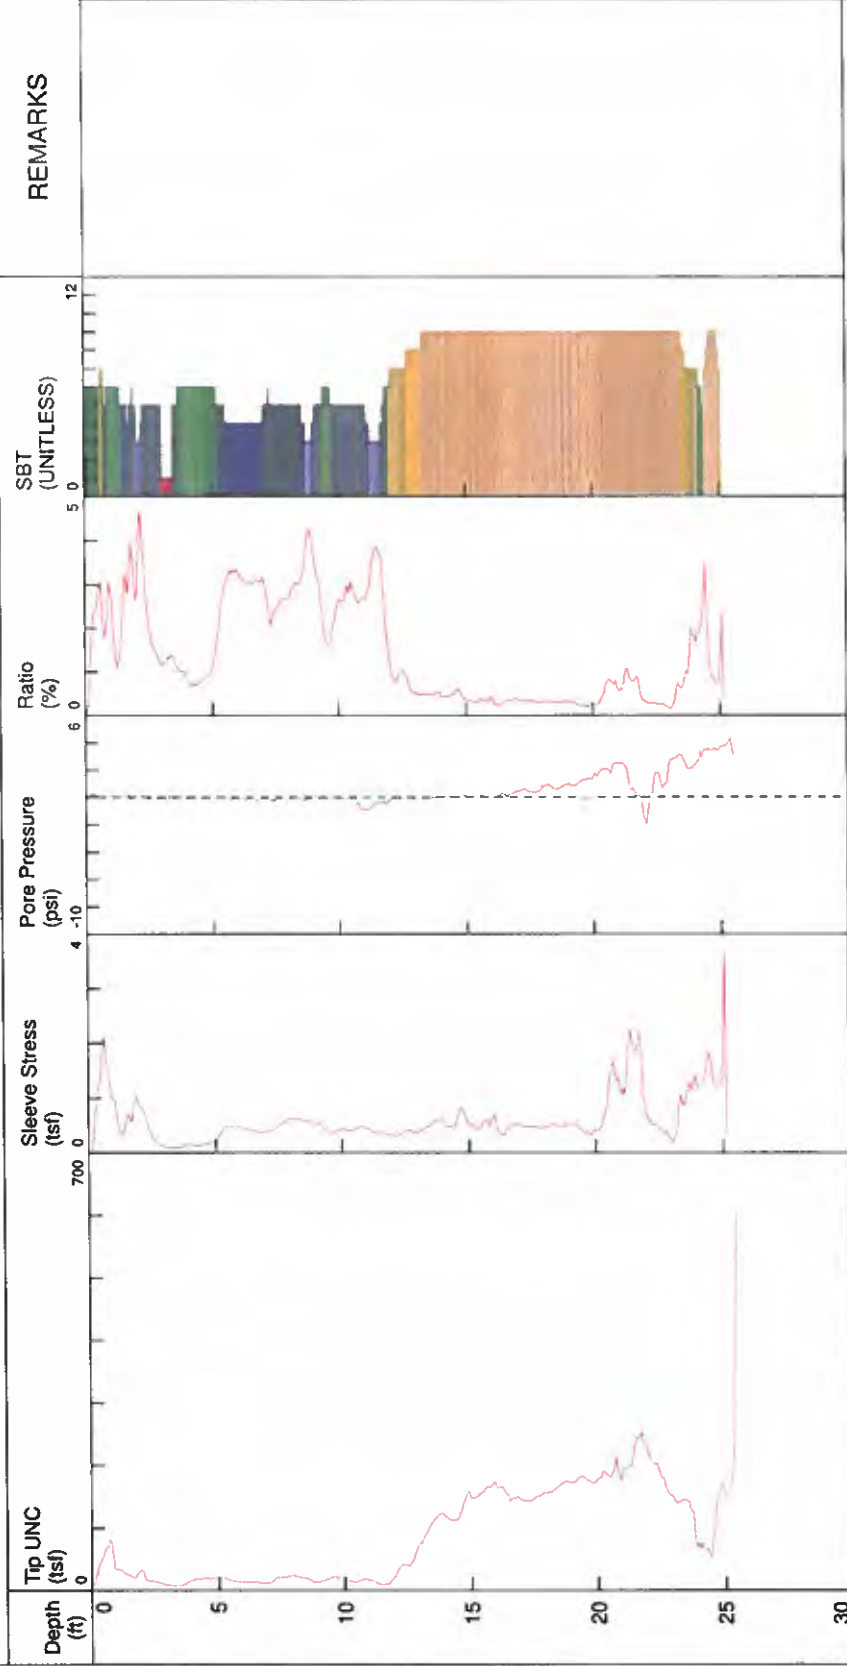 Depth
(ft)
Tip UNC
(tsf)
0 700
Sleeve Stress
(tsf)
0 4
Pore Pressure
(psi)
-10 6
Ratio
(%)
0 5
SBT
(UNITLESS)
0 12
REMARKS
0
5
10
15
20
25
30